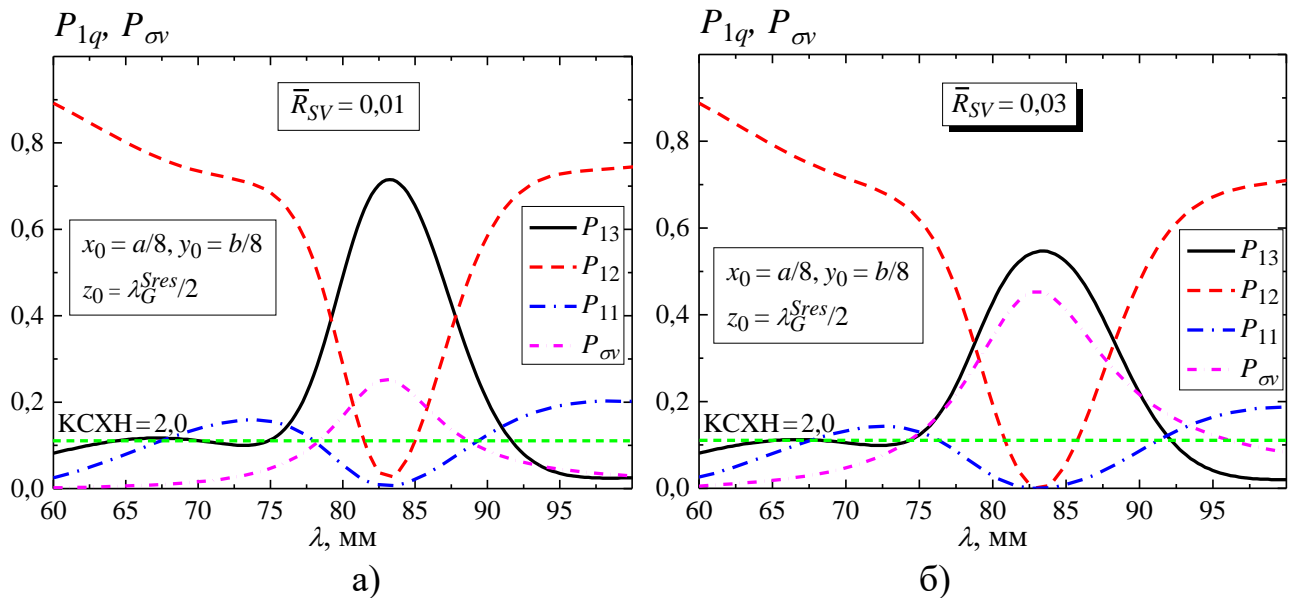 P1q, Pσv
R̅SV = 0,01
x0 = a/8, y0 = b/8
z0 = λG^Sres/2
P13
P12
P11
Pσv
КСХН=2,0
0,8
0,6
0,4
0,2
0,0
60 65 70 75 80 85 90 95
λ, мм
а)
P1q, Pσv
R̅SV = 0,03
x0 = a/8, y0 = b/8
z0 = λG^Sres/2
P13
P12
P11
Pσv
КСХН=2,0
0,8
0,6
0,4
0,2
0,0
60 65 70 75 80 85 90 95
λ, мм
б)